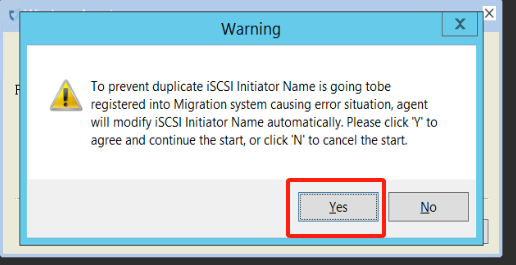 Warning
X
To prevent duplicate iSCSI Initiator Name is going tobe
registered into Migration system causing error situation, agent
will modify iSCSI Initiator Name automatically. Please click 'Y' to
agree and continue the start, or click 'N' to cancel the start.
Yes
No